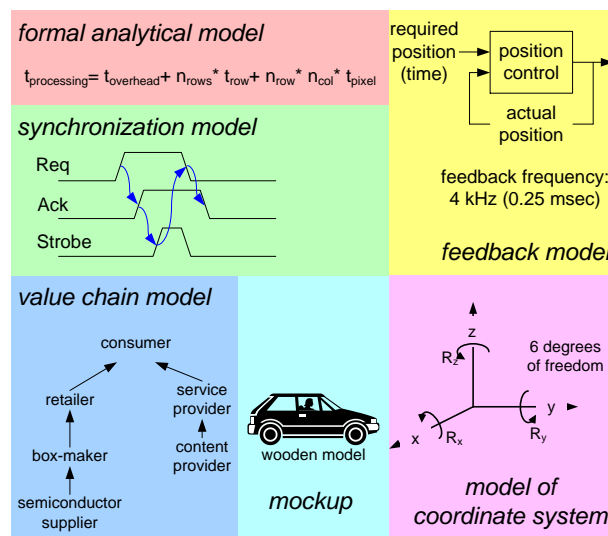 formal analytical model
tprocessing= toverhead+ nrows* trow+ nrow* ncol* tpixel
synchronization model
Req
Ack
Strobe
required
position
(time)
position
control
actual
position
feedback frequency:
4 kHz (0.25 msec)
feedback model
value chain model
consumer
retailer
service
provider
box-maker
content
provider
semiconductor
supplier
wooden model
mockup
z
Rz
6 degrees
of freedom
y
Ry
x
Rx
model of
coordinate system